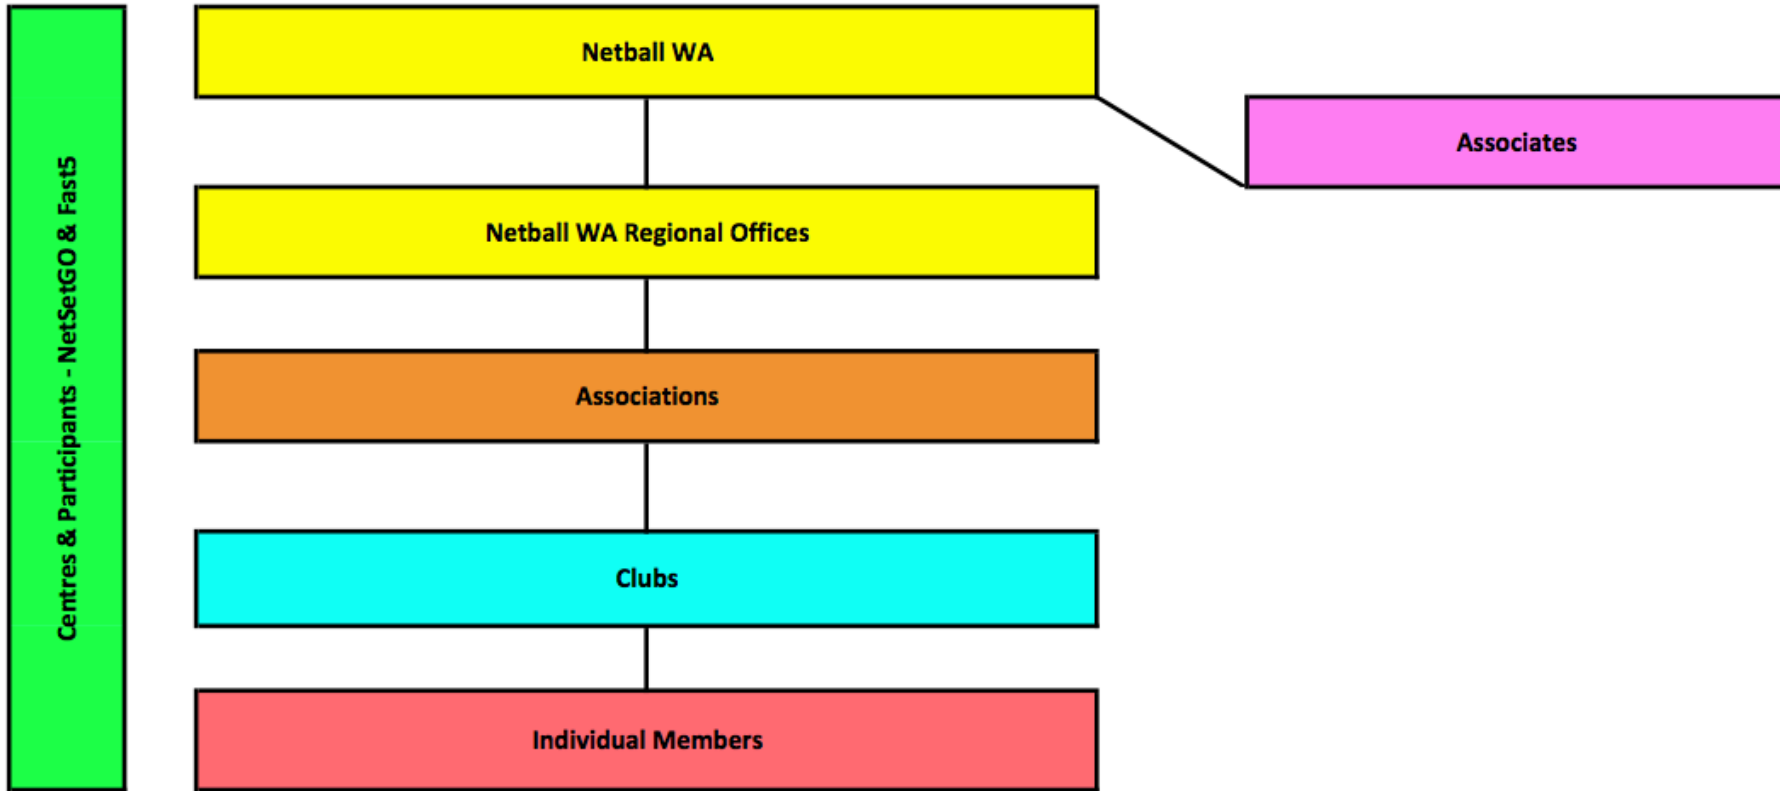 Centres & Participants - NetSetGO & Fast5
Netball WA
Associates
Netball WA Regional Offices
Associations
Clubs
Individual Members